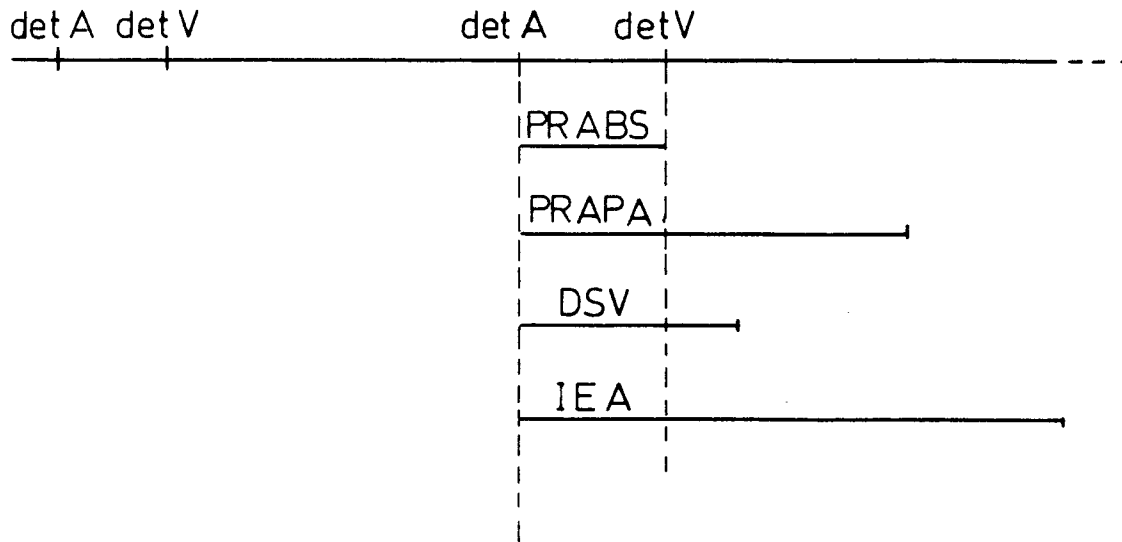 det A det V det A det V
PRABS
PRAPA
DSV
IEA